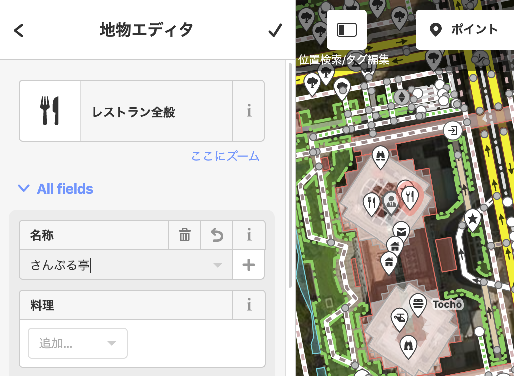 地物エディタ
ポイント
位置検索/タグ編集
レストラン全般
i
ここにズーム
All fields
名称
i
さんぷる亭
料理
i
追加...
Tochō